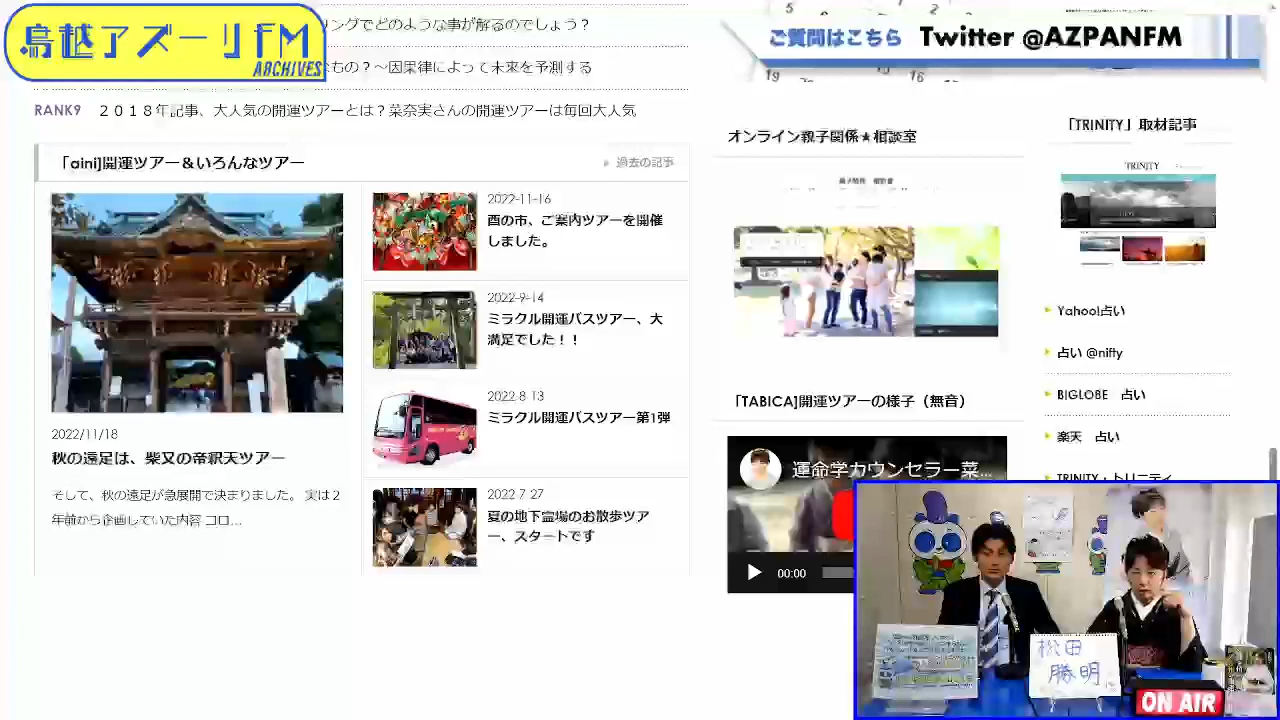 鳥越アズーリFM
ARCHIVES
リングでどのような事が解るのでしょう？
なもの？～因果律によって未来を予測する
RANK9 ２０１８年記事、大人気の開運ツアーとは？菜奈実さんの開運ツアーは毎回大人気
「aini]開運ツアー＆いろんなツアー
過去の記事
2022/11/18
秋の遠足は、柴又の帝釈天ツアー
そして、秋の遠足が急展開で決まりました。 実は２
年前から企画していた内容 コロ...
2022-11-16
酉の市、ご案内ツアーを開催
しました。
2022-9-14
ミラクル開運バスツアー、大
満足でした！！
2022-8-13
ミラクル開運バスツアー第1弾
2022-7-27
夏の地下霊場のお散歩ツア
ー、スタートです
5
2
1
ご質問はこちら Twitter @AZPANFM
19
16
オンライン親子関係★相談室
「TABICA]開運ツアーの様子（無音）
運命学カウンセラー菜...
00:00
「TRINITY」取材記事
TRINITY
Yahoo!占い
占い @nifty
BIGLOBE 占い
楽天 占い
TRINITY・トリニティ
松田
勝明
ON AIR